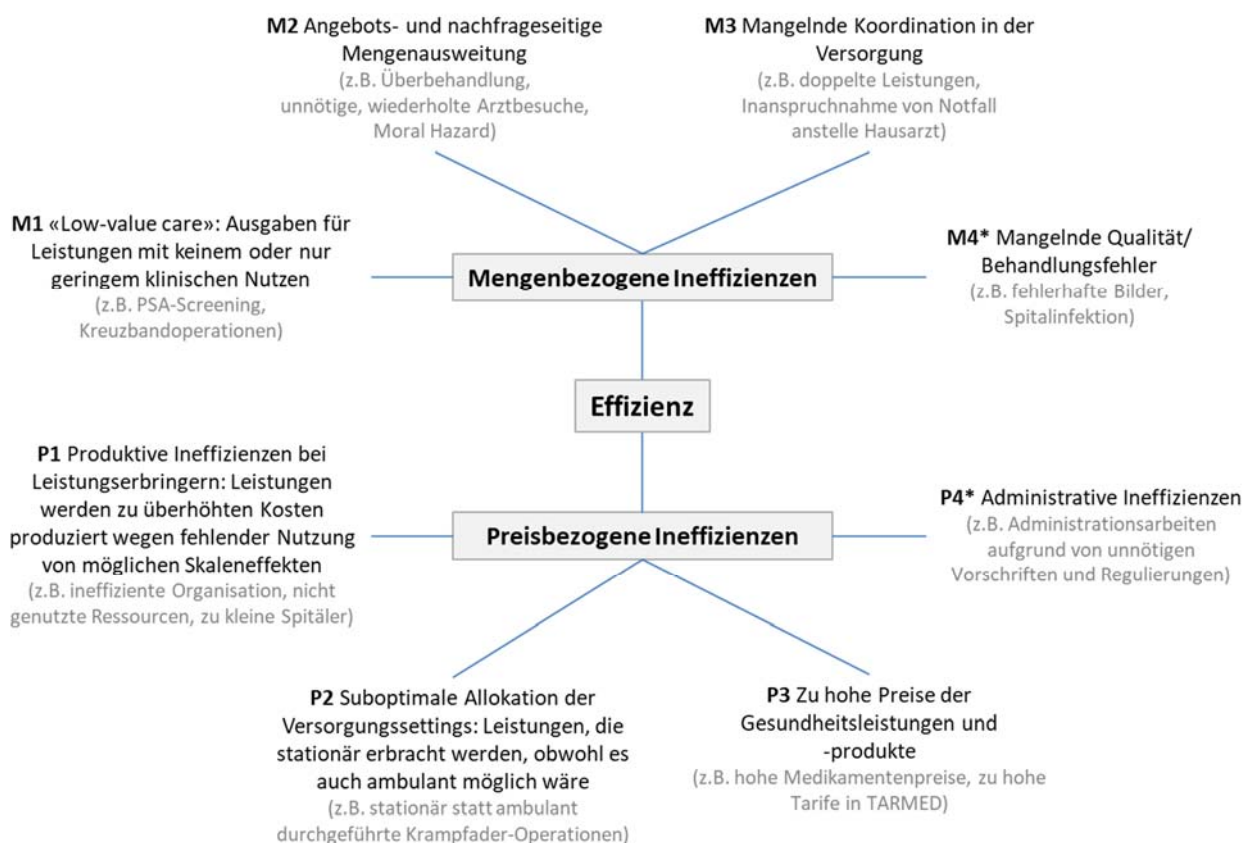 M2 Angebots- und nachfrageseitige
Mengenausweitung
(z.B. Überbehandlung,
unnötige, wiederholte Arztbesuche,
Moral Hazard)
M3 Mangelnde Koordination in der
Versorgung
(z.B. doppelte Leistungen,
Inanspruchnahme von Notfall
anstelle Hausarzt)
M1 «Low-value care»: Ausgaben für
Leistungen mit keinem oder nur
geringem klinischen Nutzen
(z.B. PSA-Screening,
Kreuzbandoperationen)
Mengenbezogene Ineffizienzen
M4* Mangelnde Qualität/
Behandlungsfehler
(z.B. fehlerhafte Bilder,
Spitalinfektion)
Effizienz
P1 Produktive Ineffizienzen bei
Leistungserbringern: Leistungen
werden zu überhöhten Kosten
produziert wegen fehlender Nutzung
von möglichen Skaleneffekten
(z.B. ineffiziente Organisation, nicht
genutzte Ressourcen, zu kleine Spitäler)
Preisbezogene Ineffizienzen
P4* Administrative Ineffizienzen
(z.B. Administrationsarbeiten
aufgrund von unnötigen
Vorschriften und Regulierungen)
P2 Suboptimale Allokation der
Versorgungssettings: Leistungen, die
stationär erbracht werden, obwohl es
auch ambulant möglich wäre
(z.B. stationär statt ambulant
durchgeführte Krampfader-Operationen)
P3 Zu hohe Preise der
Gesundheitsleistungen und
-produkte
(z.B. hohe Medikamentenpreise, zu hohe
Tarife in TARMED)